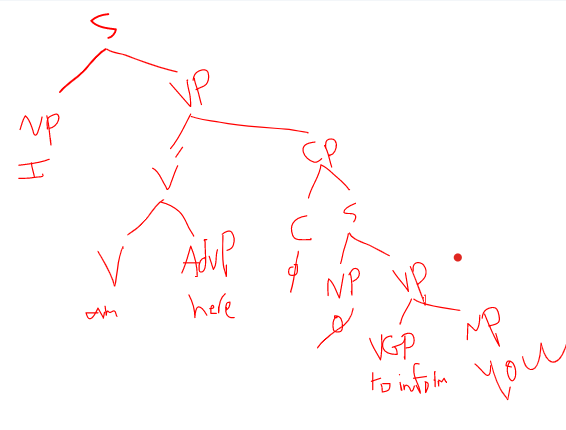 S
NP VP
I
V' CP
V AdvP C S
am here ∅ NP VP
∅ VGP NP
to inform you